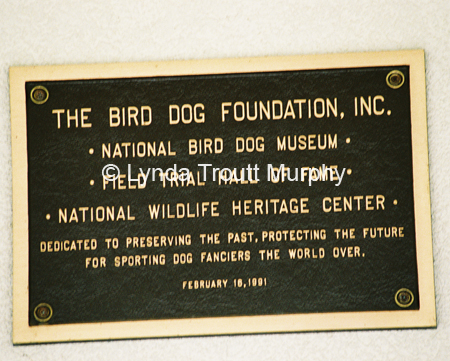 THE BIRD DOG FOUNDATION, INC.
· NATIONAL BIRD DOG MUSEUM ·
· FIELD TRIAL HALL OF FAME ·
© Lynda Troutt Murphy
· NATIONAL WILDLIFE HERITAGE CENTER ·
DEDICATED TO PRESERVING THE PAST, PROTECTING THE FUTURE
FOR SPORTING DOG FANCIERS THE WORLD OVER.
FEBRUARY 16, 1991